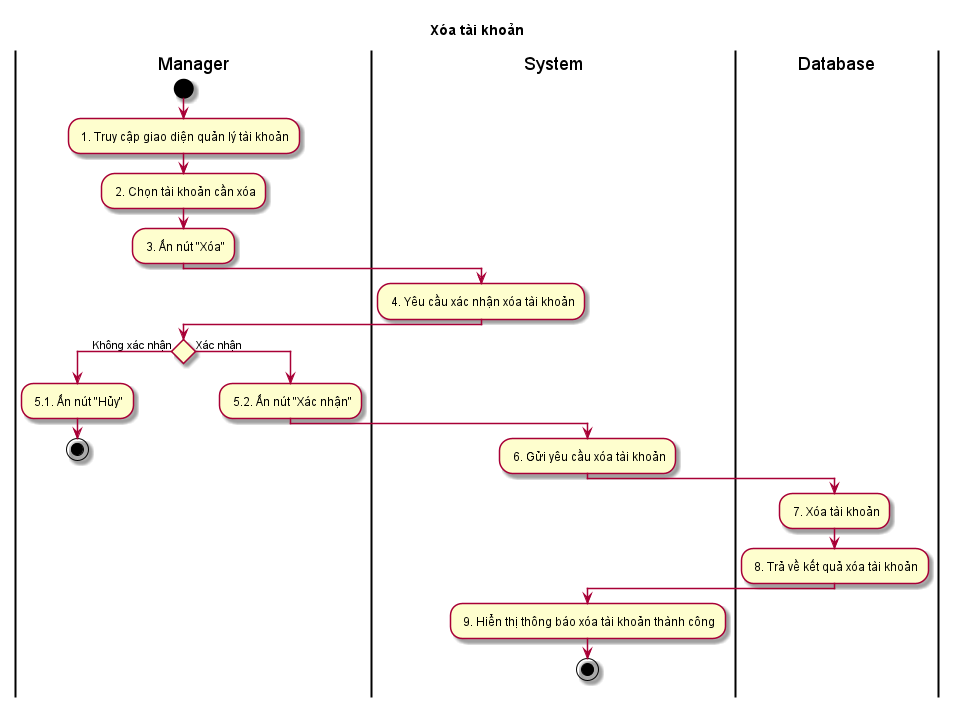 Xóa tài khoản
Manager
System
Database
1. Truy cập giao diện quản lý tài khoản
2. Chọn tài khoản cần xóa
3. Ấn nút "Xóa"
4. Yêu cầu xác nhận xóa tài khoản
Không xác nhận
Xác nhận
5.1. Ấn nút "Hủy"
5.2. Ấn nút "Xác nhận"
6. Gửi yêu cầu xóa tài khoản
7. Xóa tài khoản
8. Trả về kết quả xóa tài khoản
9. Hiển thị thông báo xóa tài khoản thành công